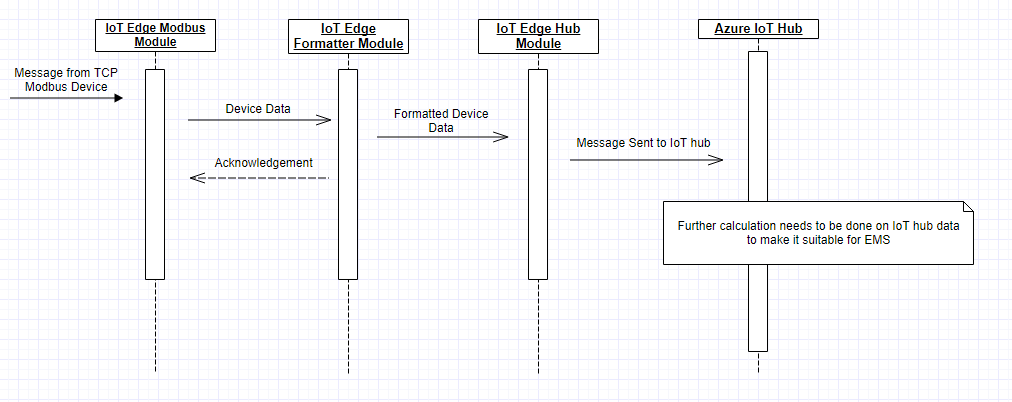 IoT Edge Modbus
Module
IoT Edge
Formatter Module
IoT Edge Hub
Module
Azure IoT Hub
Message from TCP
Modbus Device
Device Data
Formatted Device
Data
Message Sent to IoT hub
Acknowledgement
Further calculation needs to be done on IoT hub data
to make it suitable for EMS